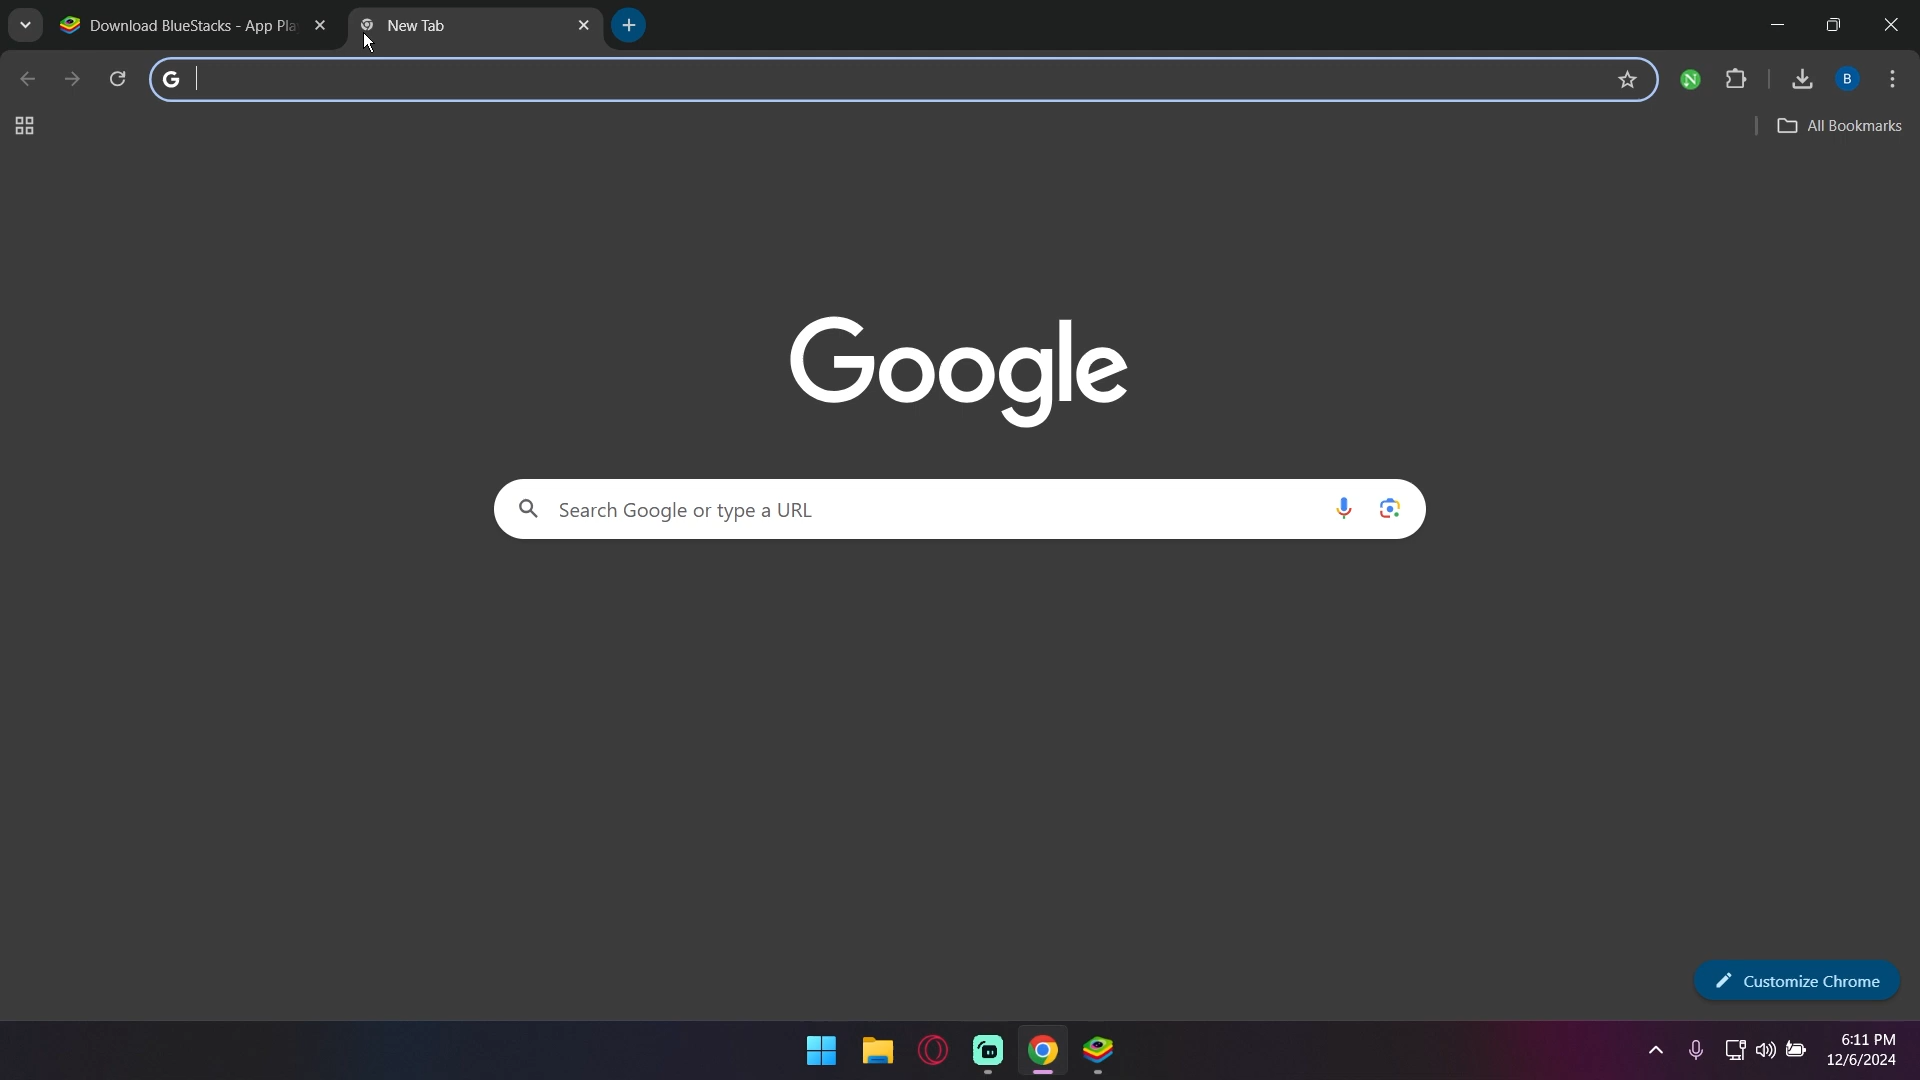 Download BlueStacks - App Pla
New Tab
All Bookmarks
Google
Search Google or type a URL
Customize Chrome
B
6:11 PM
12/6/2024